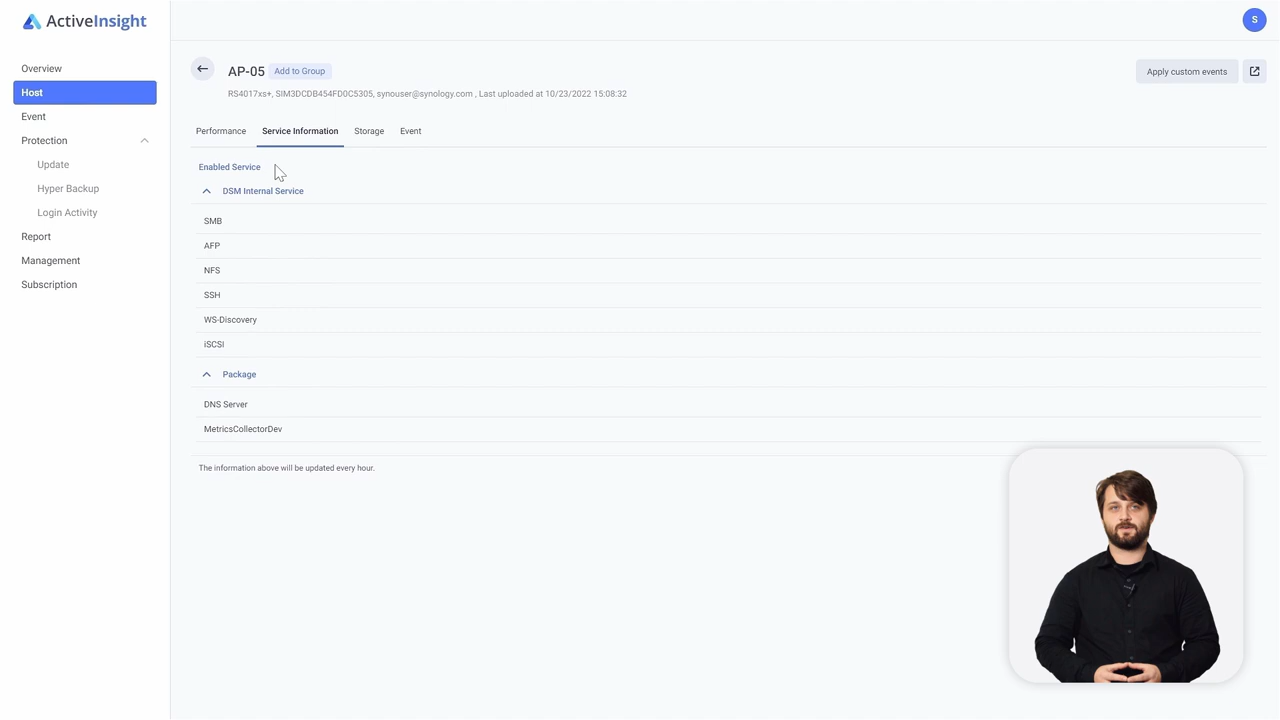 ActiveInsight
S
Overview
Host
Event
Protection
Update
Hyper Backup
Login Activity
Report
Management
Subscription
AP-05 Add to Group
Apply custom events
RS4017xs+, SIM3DCDB454FD0C5305, synouser@synology.com , Last uploaded at 10/23/2022 15:08:32
Performance Service Information Storage Event
Enabled Service
DSM Internal Service
SMB
AFP
NFS
SSH
WS-Discovery
iSCSI
Package
DNS Server
MetricsCollectorDev
The information above will be updated every hour.